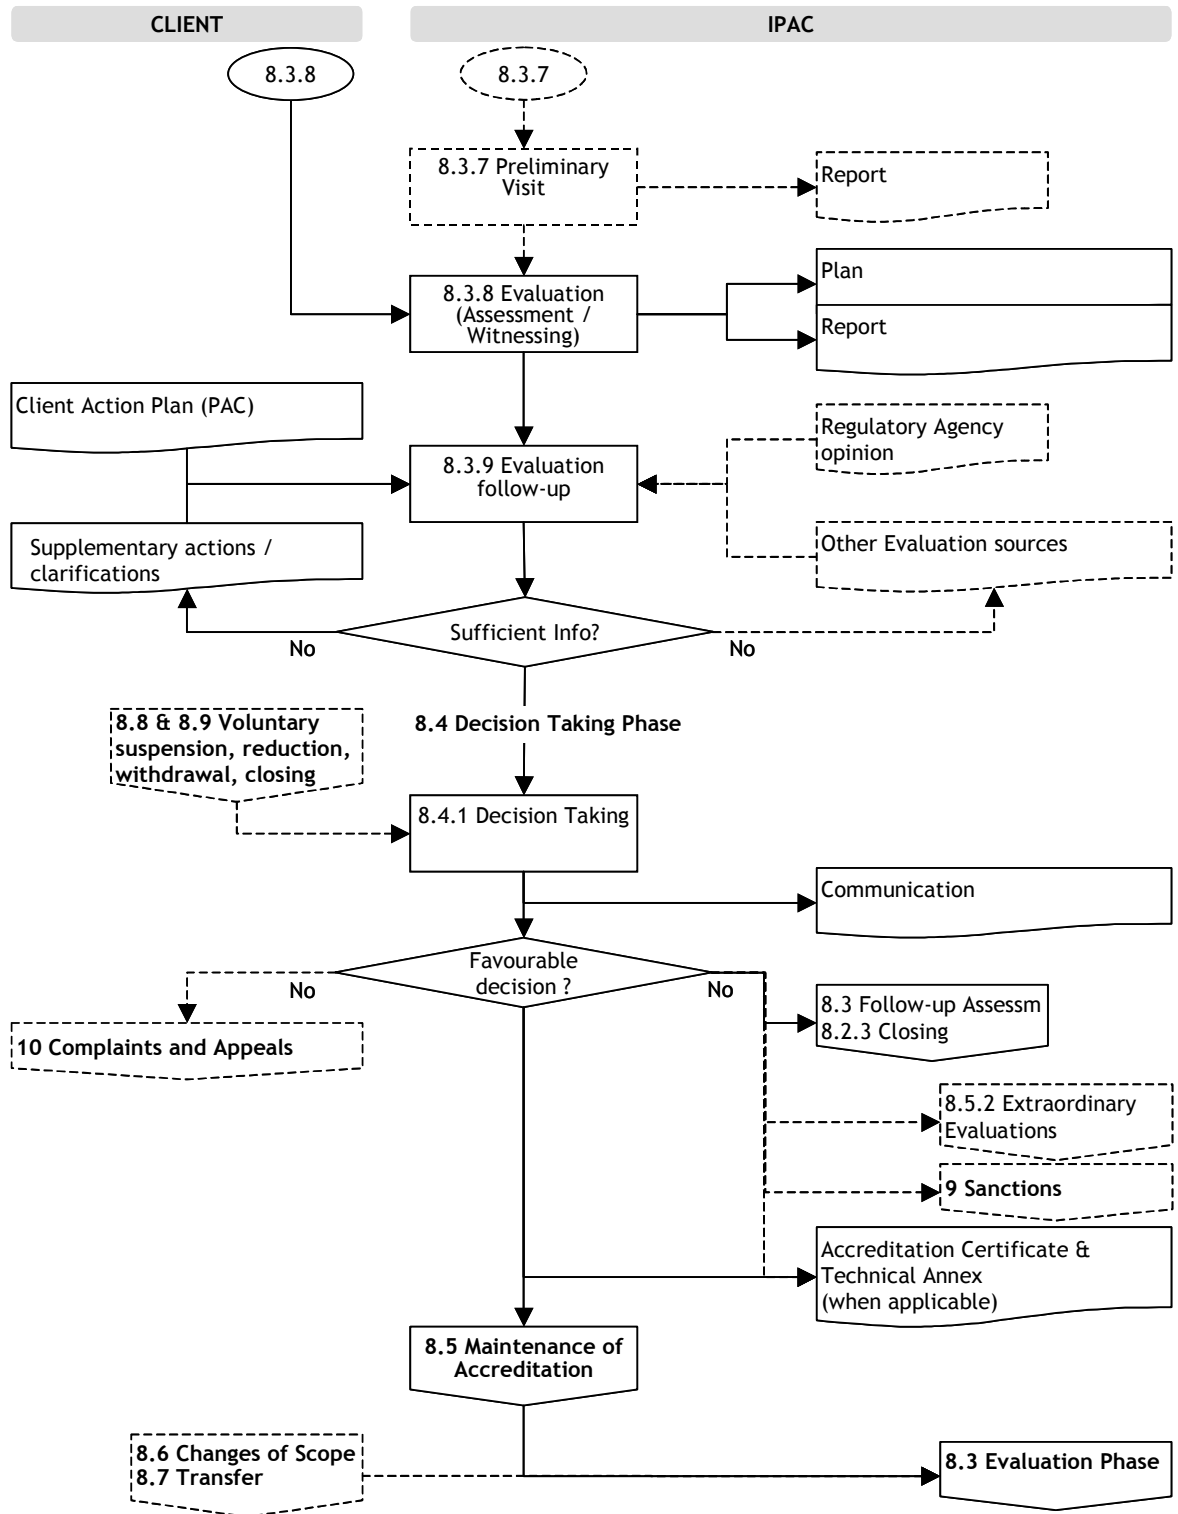 CLIENT
IPAC
8.3.8
8.3.7
8.3.7 Preliminary
Visit
Report
8.3.8 Evaluation
(Assessment /
Witnessing)
Plan
Report
Client Action Plan (PAC)
Regulatory Agency
opinion
8.3.9 Evaluation
follow-up
Supplementary actions /
clarifications
Other Evaluation sources
Sufficient Info?
No
No
8.8 & 8.9 Voluntary
suspension, reduction,
withdrawal, closing
8.4 Decision Taking Phase
8.4.1 Decision Taking
Communication
Favourable
decision ?
No
No
8.3 Follow-up Assessm
8.2.3 Closing
10 Complaints and Appeals
8.5.2 Extraordinary
Evaluations
9 Sanctions
Accreditation Certificate &
Technical Annex
(when applicable)
8.5 Maintenance of
Accreditation
8.6 Changes of Scope
8.7 Transfer
8.3 Evaluation Phase